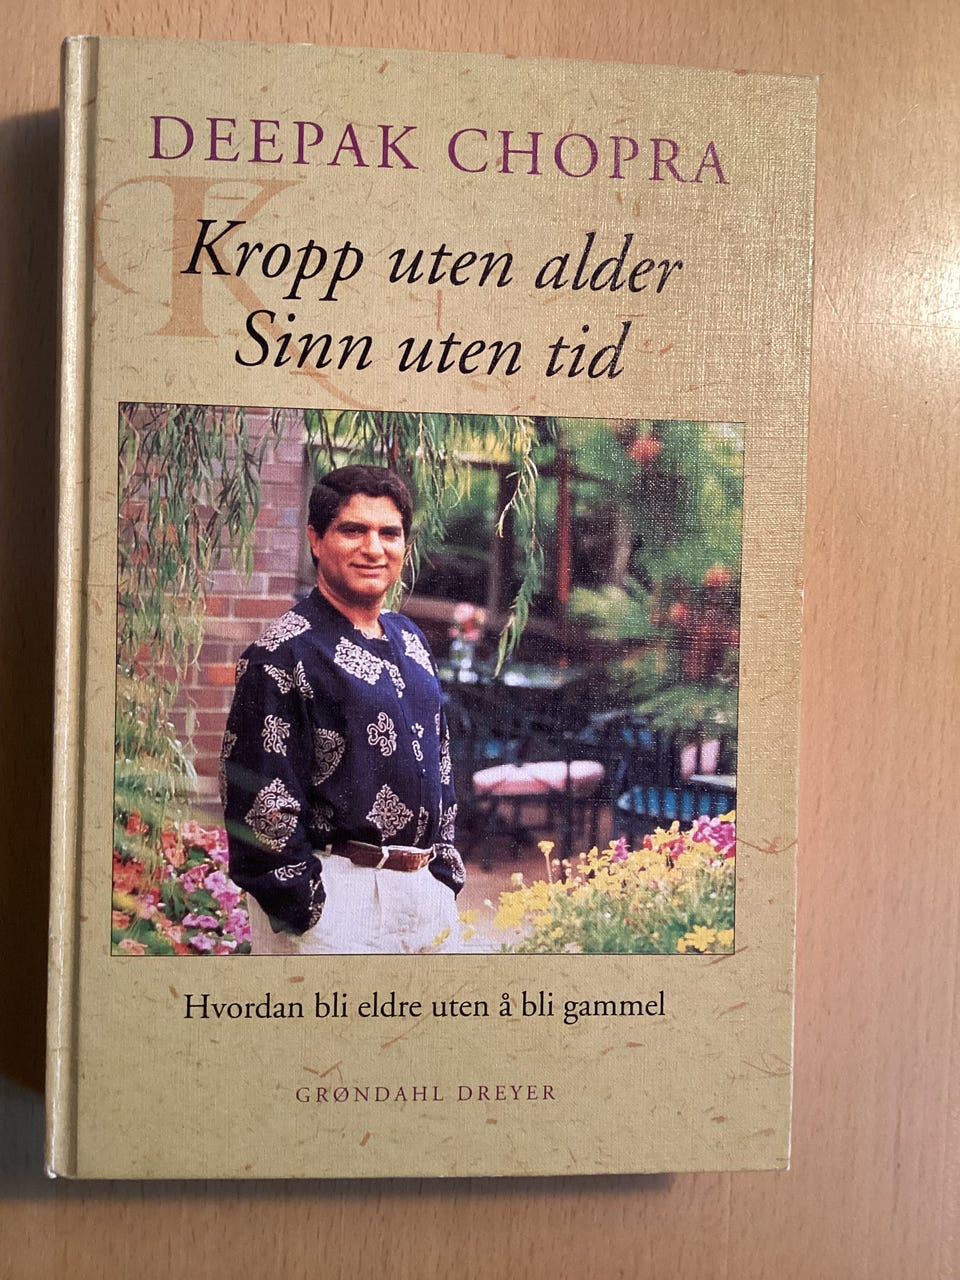 DEEPAK CHOPRA
K
Kropp uten alder
Sinn uten tid
Hvordan bli eldre uten å bli gammel
GRØNDAHL DREYER